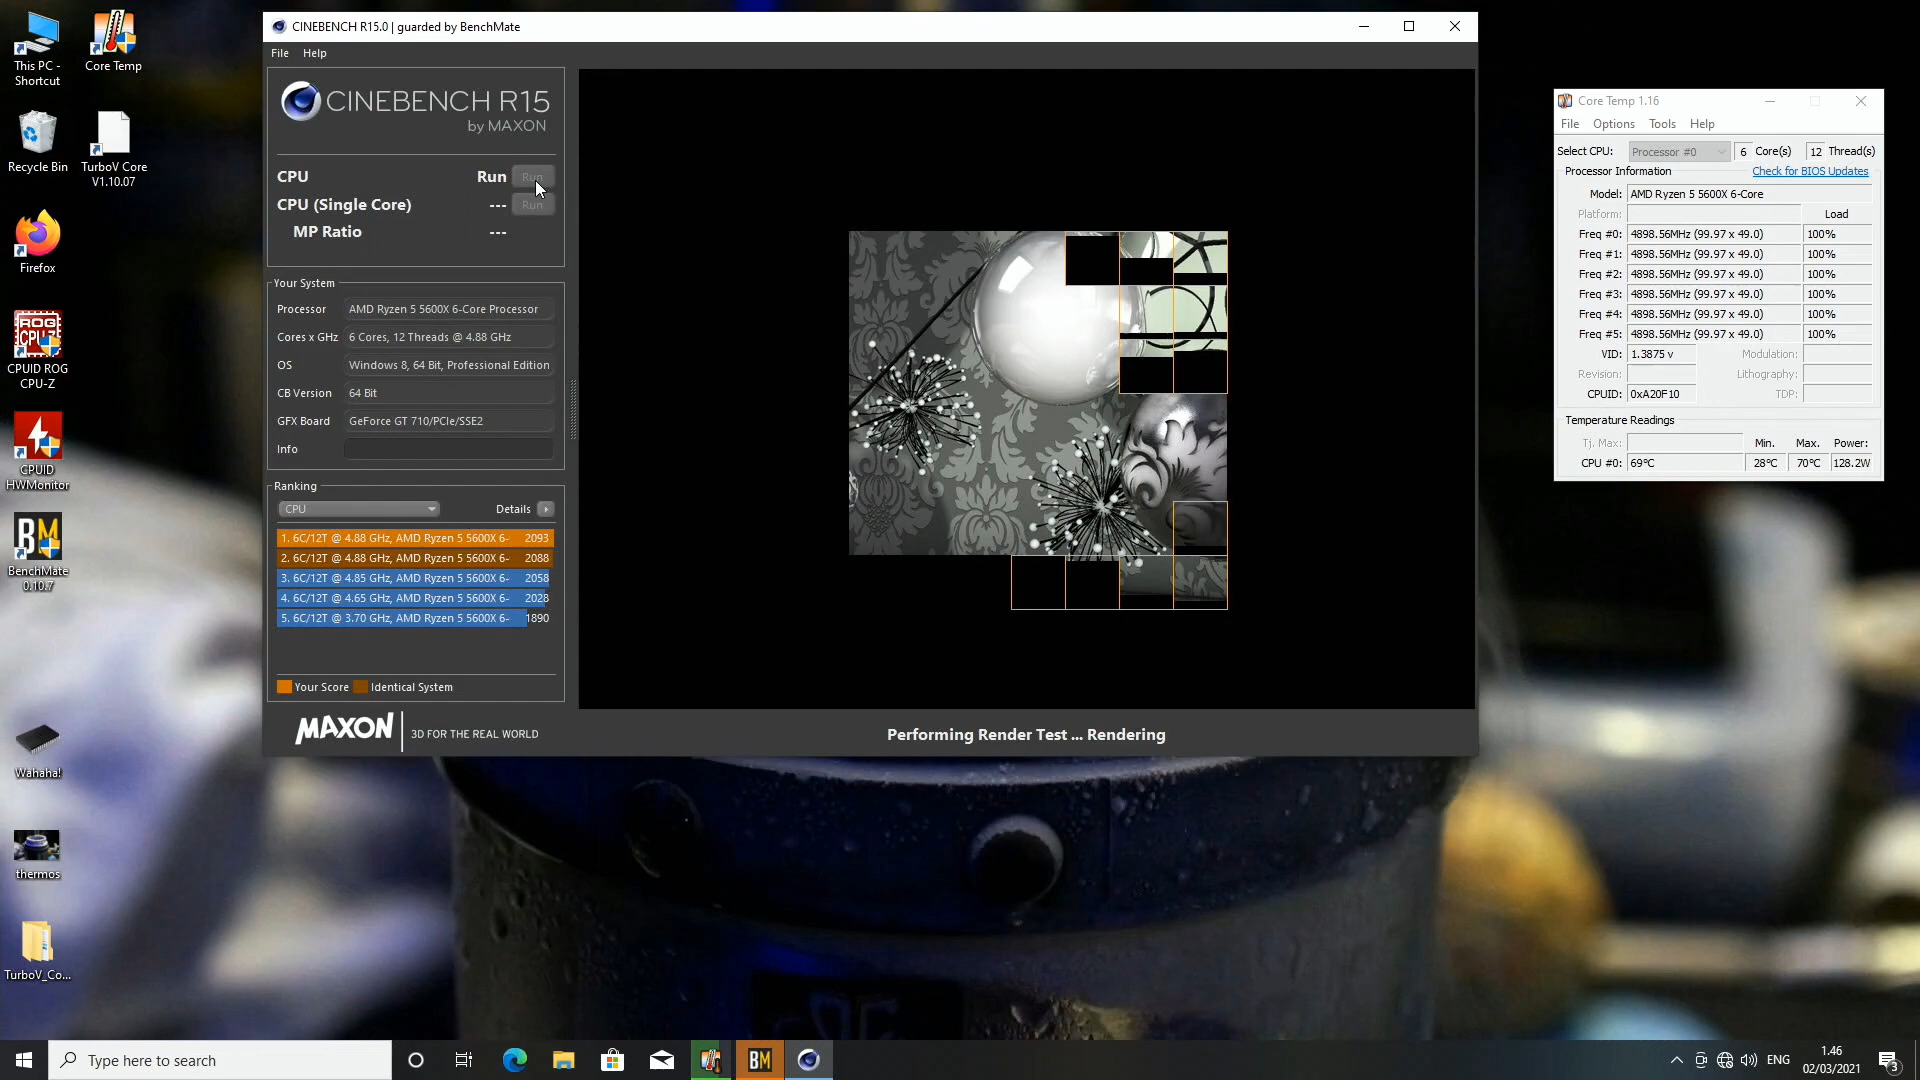 This PC -
Shortcut
Core Temp
Recycle Bin
TurboV Core
V1.10.07
Firefox
ROG
CPU-Z
CPUID ROG
CPU-Z
CPUID
HWMonitor
BM
BenchMate
0.10.7
Wahaha!
thermos
TurboV_Co...
CINEBENCH R15.0 | guarded by BenchMate
File Help
CINEBENCH R15
by MAXON
CPU Run Run
CPU (Single Core) --- Run
MP Ratio ---
Your System
Processor AMD Ryzen 5 5600X 6-Core Processor
Cores x GHz 6 Cores, 12 Threads @ 4.88 GHz
OS Windows 8, 64 Bit, Professional Edition
CB Version 64 Bit
GFX Board GeForce GT 710/PCIe/SSE2
Info
Ranking
CPU Details
1. 6C/12T @ 4.88 GHz, AMD Ryzen 5 5600X 6- 2093
2. 6C/12T @ 4.88 GHz, AMD Ryzen 5 5600X 6- 2088
3. 6C/12T @ 4.85 GHz, AMD Ryzen 5 5600X 6- 2058
4. 6C/12T @ 4.65 GHz, AMD Ryzen 5 5600X 6- 2028
5. 6C/12T @ 3.70 GHz, AMD Ryzen 5 5600X 6- 1890
Your Score Identical System
MAXON 3D FOR THE REAL WORLD
Performing Render Test ... Rendering
Core Temp 1.16
File Options Tools Help
Select CPU: Processor #0 6 Core(s) 12 Thread(s)
Processor Information Check for BIOS Updates
Model: AMD Ryzen 5 5600X 6-Core
Platform: Load
Freq #0: 4898.56MHz (99.97 x 49.0) 100%
Freq #1: 4898.56MHz (99.97 x 49.0) 100%
Freq #2: 4898.56MHz (99.97 x 49.0) 100%
Freq #3: 4898.56MHz (99.97 x 49.0) 100%
Freq #4: 4898.56MHz (99.97 x 49.0) 100%
Freq #5: 4898.56MHz (99.97 x 49.0) 100%
VID: 1.3875 v Modulation:
Revision: Lithography:
CPUID: 0xA20F10 TDP:
Temperature Readings
Tj. Max: Min. Max. Power:
CPU #0: 69°C 28°C 70°C 128.2W
Type here to search
BM
ENG
1.46
02/03/2021
3